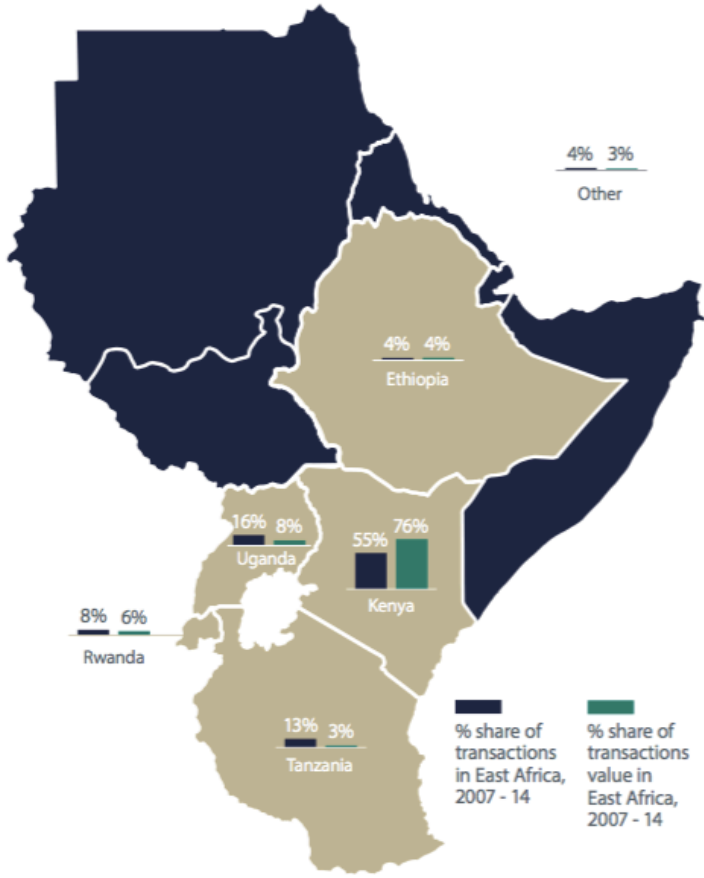 4% 3%
Other
4% 4%
Ethiopia
16% 8%
Uganda
55% 76%
Kenya
8% 6%
Rwanda
13% 3%
Tanzania
% share of
transactions
in East Africa,
2007 - 14
% share of
transactions
value in
East Africa,
2007 - 14